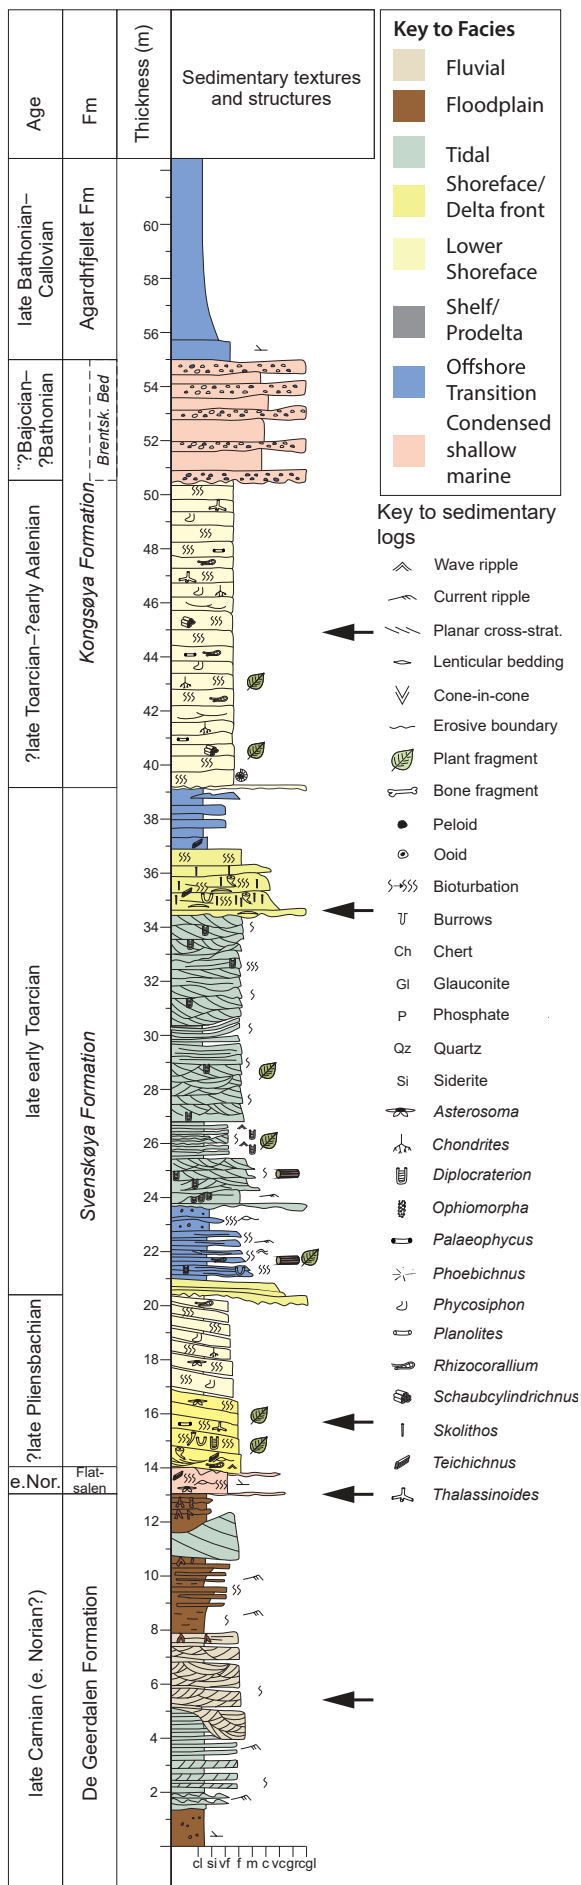 Age
Fm
Thickness (m)
Sedimentary textures
and structures
late Bathonian–
Callovian
Agardhfjellet Fm
¨?Bajocian–
?Bathonian
Brentsk. Bed
?late Toarcian–?early Aalenian
Kongsøya Formation
late early Toarcian
Svenskøya Formation
?late Pliensbachian
e.Nor.
Flat-
salen
late Carnian (e. Norian?)
De Geerdalen Formation
60
58
56
54
52
50
48
46
44
42
40
38
36
34
32
30
28
26
24
22
20
18
16
14
12
10
8
6
4
2
cl si vf f m c vcgrcgl
Key to Facies
Fluvial
Floodplain
Tidal
Shoreface/
Delta front
Lower
Shoreface
Shelf/
Prodelta
Offshore
Transition
Condensed
shallow
marine
Key to sedimentary
logs
Wave ripple
Current ripple
Planar cross-strat.
Lenticular bedding
Cone-in-cone
Erosive boundary
Plant fragment
Bone fragment
Peloid
Ooid
Bioturbation
Burrows
Ch Chert
Gl Glauconite
P Phosphate
Qz Quartz
Si Siderite
Asterosoma
Chondrites
Diplocraterion
Ophiomorpha
Palaeophycus
Phoebichnus
Phycosiphon
Planolites
Rhizocorallium
Schaubcylindrichnus
Skolithos
Teichichnus
Thalassinoides